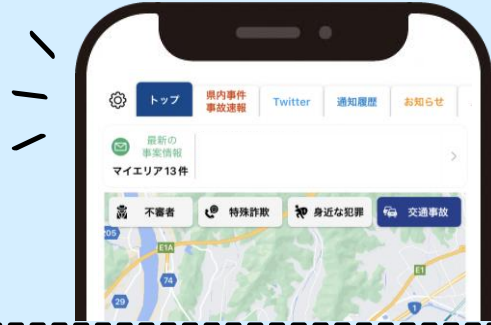 トップ
県内事件
事故速報
Twitter
通知履歴
お知らせ
最新の
事案情報
マイエリア13件
不審者
特殊詐欺
身近な犯罪
交通事故
E1A
74
29
E1
1